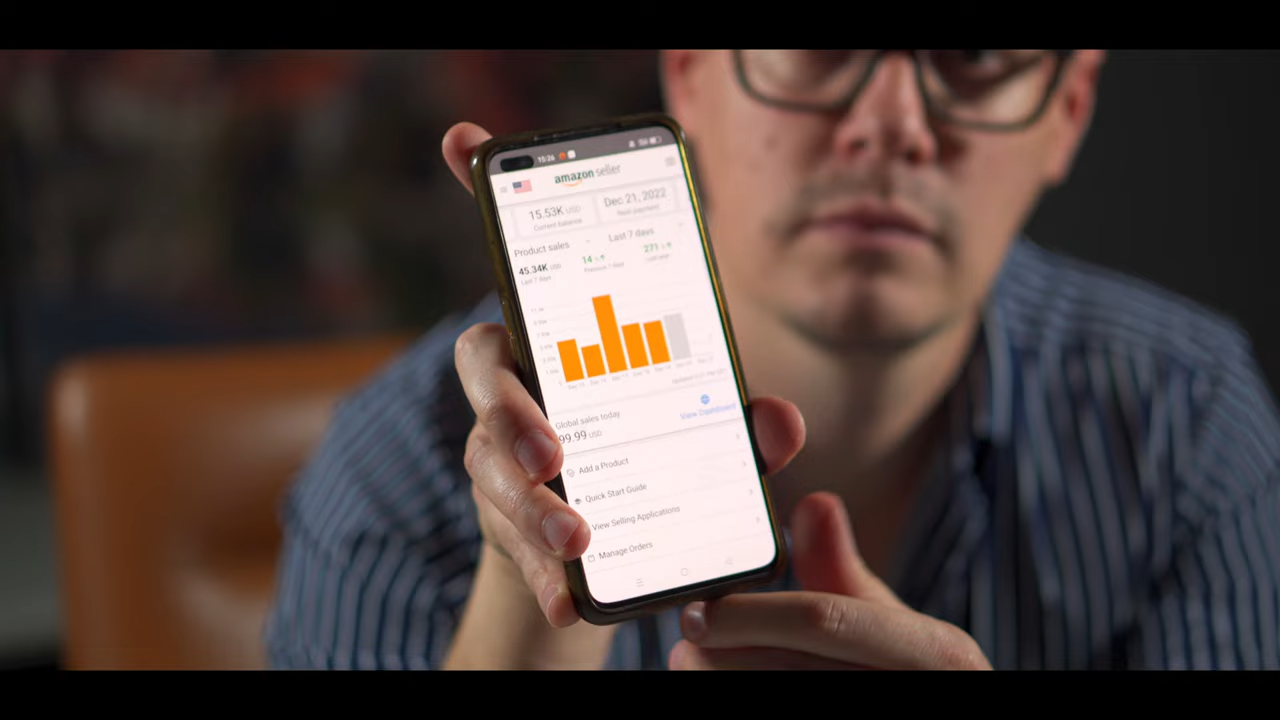 15:26
amazon seller
15.53K USD Dec 21, 2022
Current balance Next payment
Product sales Last 7 days
45.34K USD 14 271
Last 7 days Previous 7 days Last year
Global sales today
99.99 USD View Dashboard
Add a Product
Quick Start Guide
View Selling Applications
Manage Orders